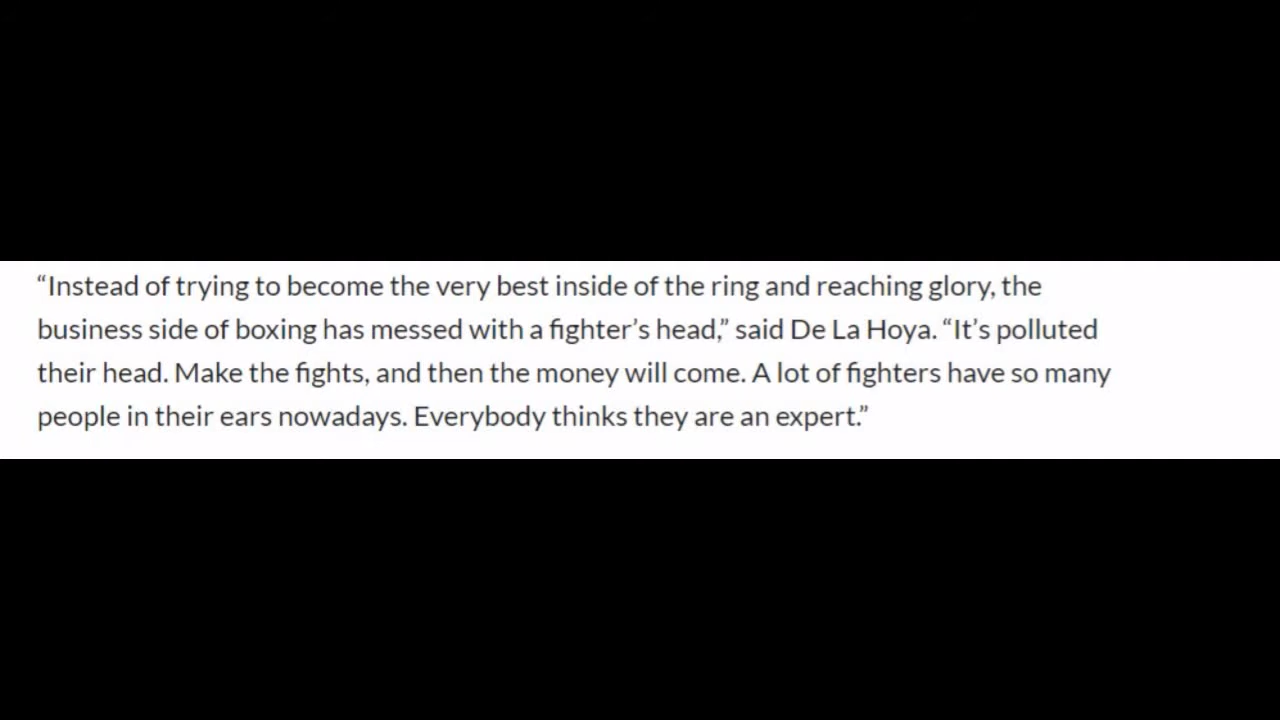 “Instead of trying to become the very best inside of the ring and reaching glory, the
business side of boxing has messed with a fighter’s head,” said De La Hoya. “It’s polluted
their head. Make the fights, and then the money will come. A lot of fighters have so many
people in their ears nowadays. Everybody thinks they are an expert.”